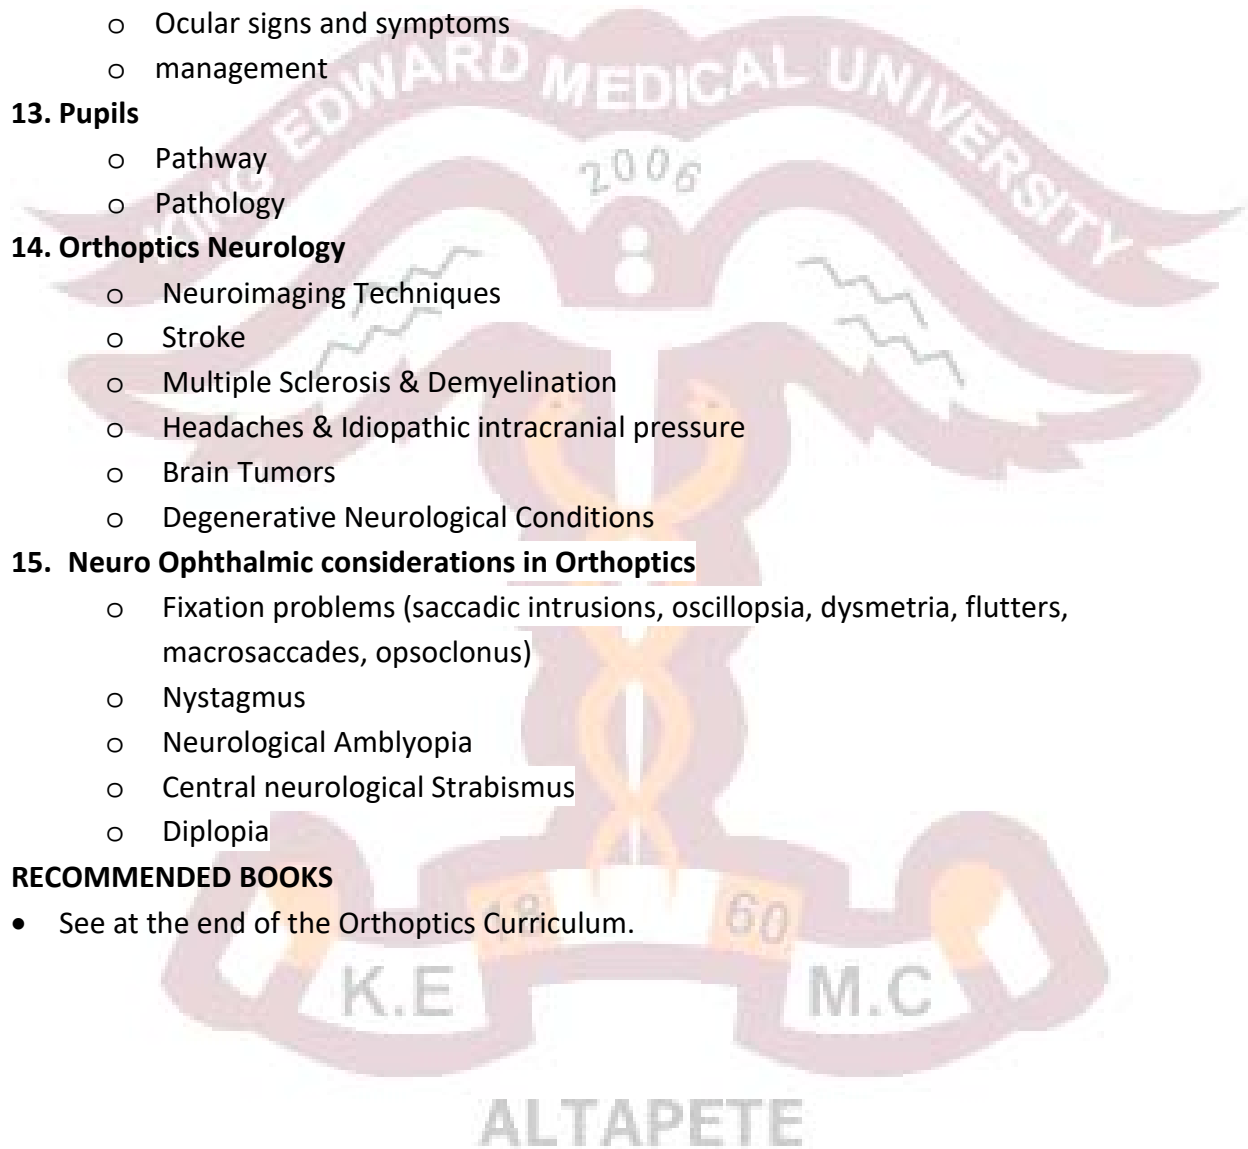 o Ocular signs and symptoms
o management
13. Pupils
o Pathway
o Pathology
14. Orthoptics Neurology
o Neuroimaging Techniques
o Stroke
o Multiple Sclerosis & Demyelination
o Headaches & Idiopathic intracranial pressure
o Brain Tumors
o Degenerative Neurological Conditions
15. Neuro Ophthalmic considerations in Orthoptics
o Fixation problems (saccadic intrusions, oscillopsia, dysmetria, flutters,
macrosaccades, opsoclonus)
o Nystagmus
o Neurological Amblyopia
o Central neurological Strabismus
o Diplopia
RECOMMENDED BOOKS
• See at the end of the Orthoptics Curriculum.
KING EDWARD MEDICAL UNIVERSITY
2006
18 60
K.E M.C
ALTAPETE